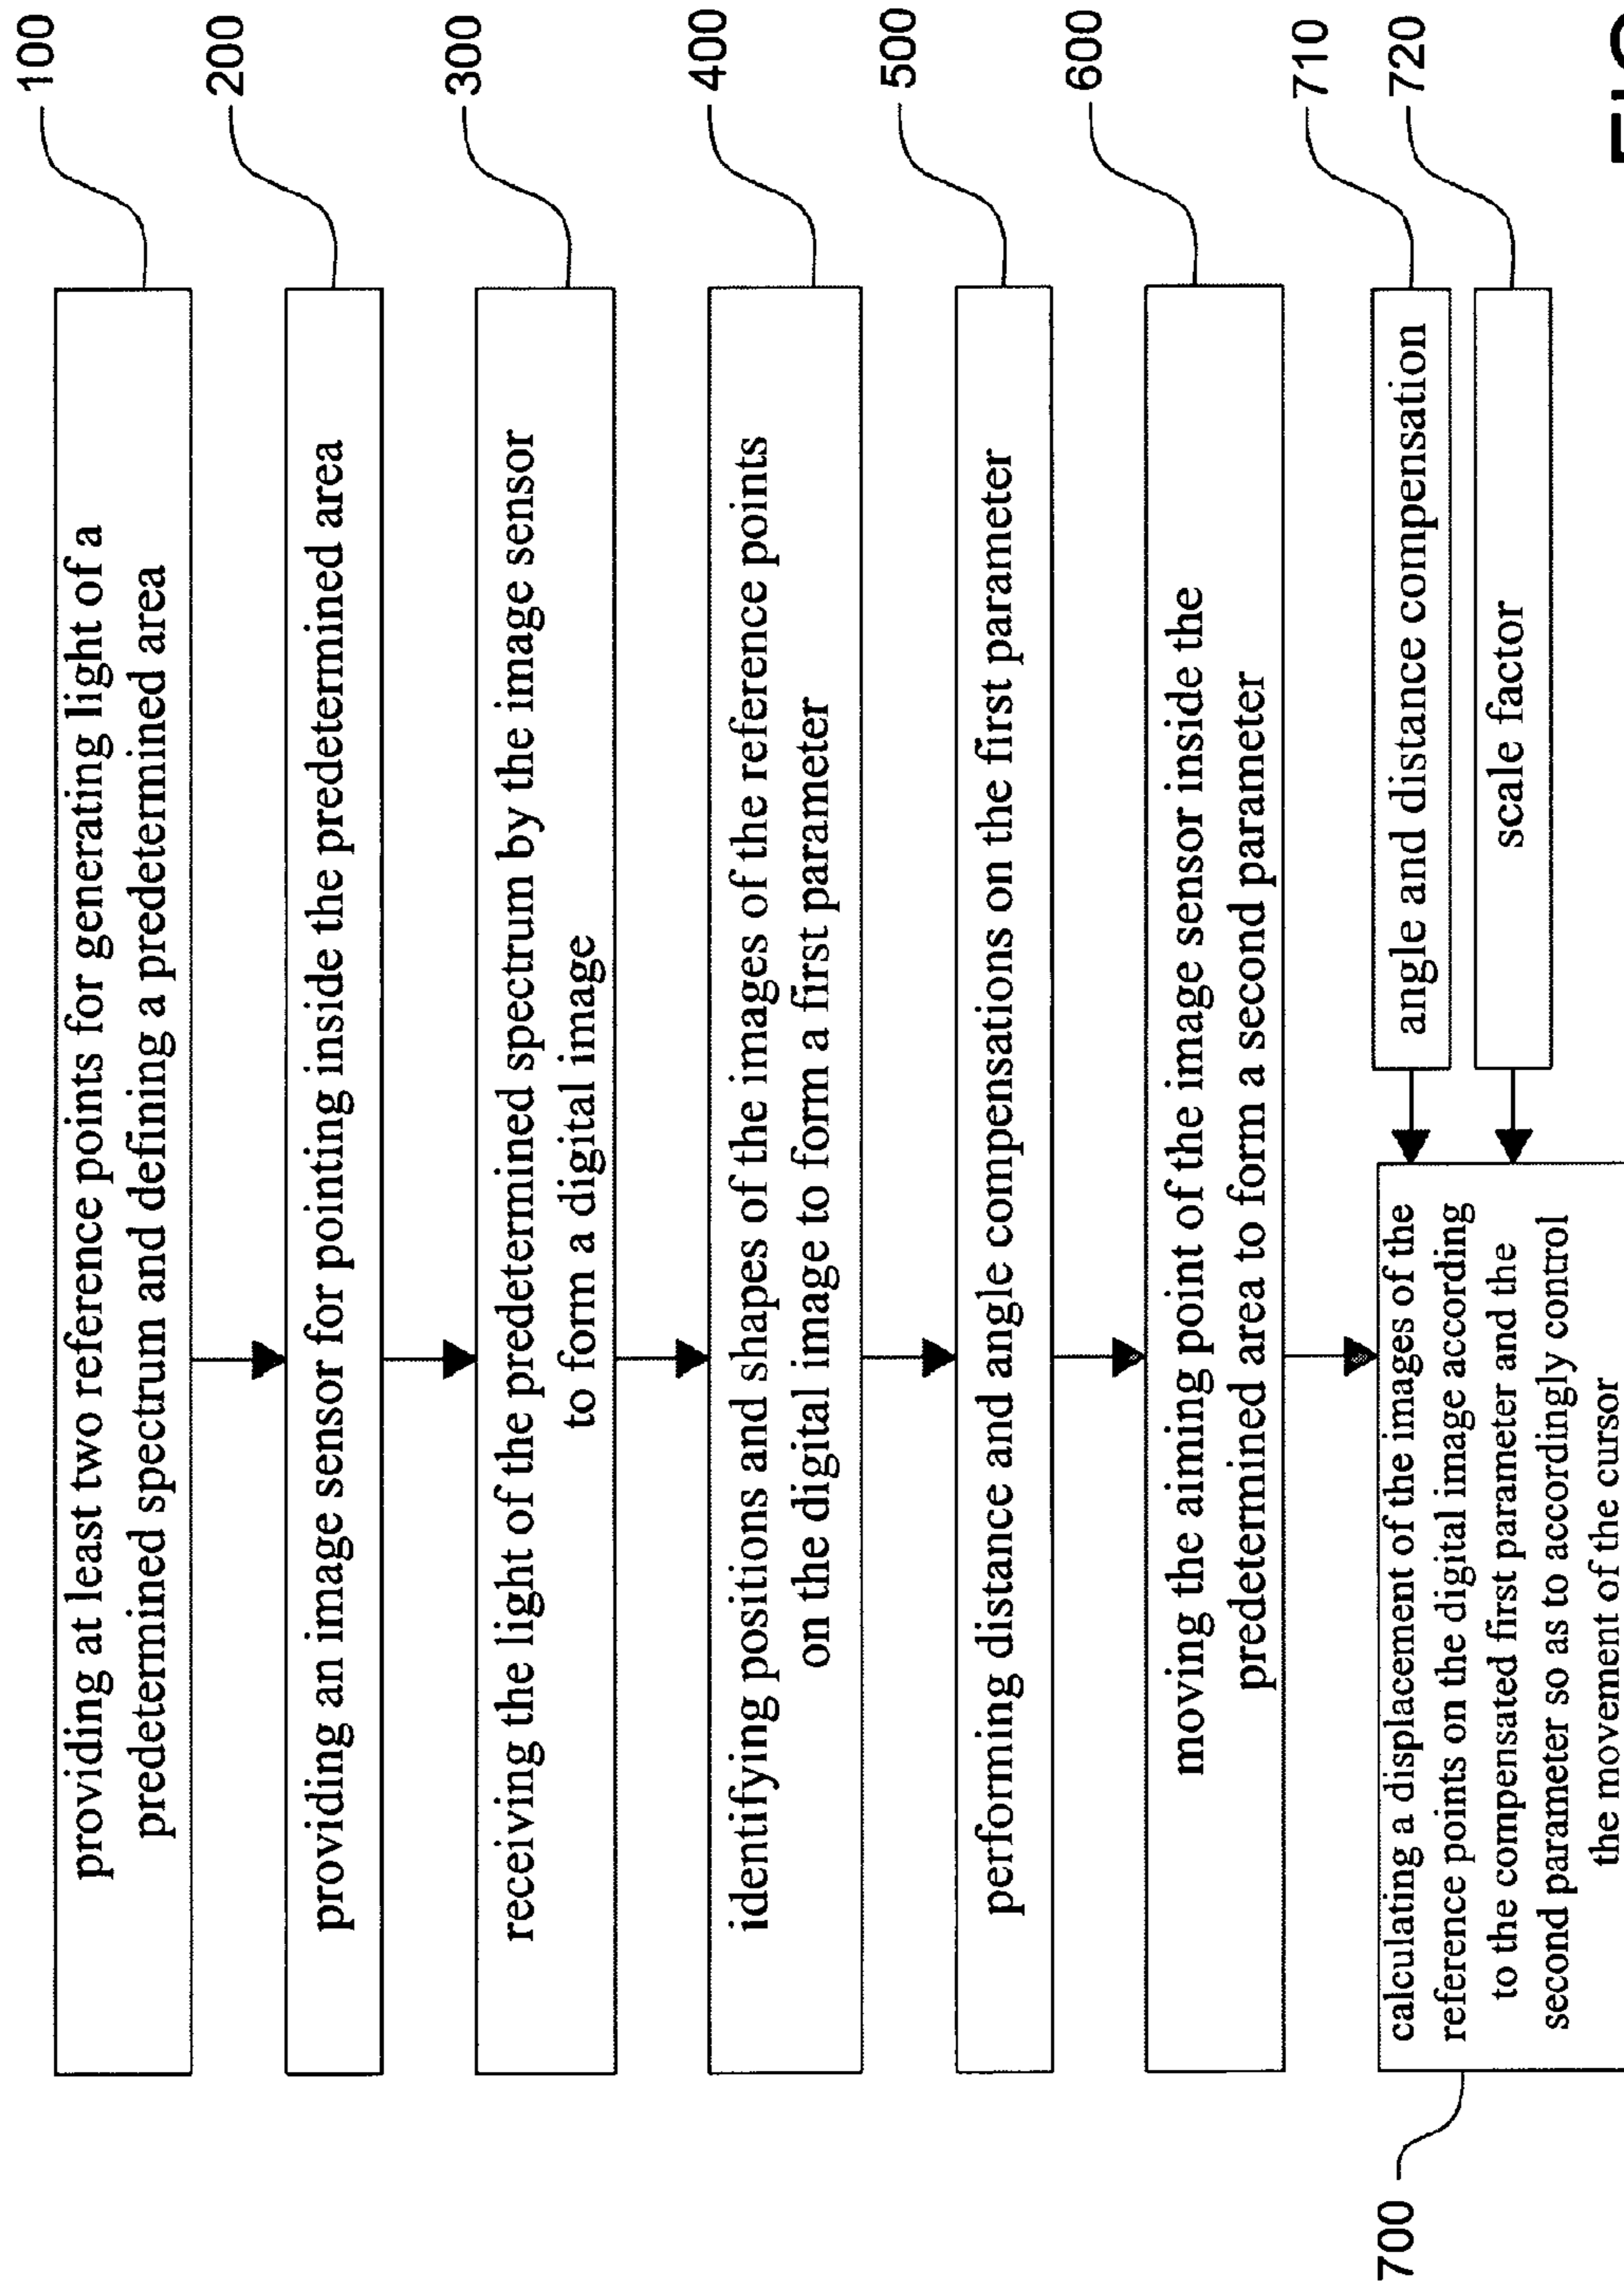 100
providing at least two reference points for generating light of a
predetermined spectrum and defining a predetermined area
200
providing an image sensor for pointing inside the predetermined area
300
receiving the light of the predetermined spectrum by the image sensor
to form a digital image
400
identifying positions and shapes of the images of the reference points
on the digital image to form a first parameter
500
performing distance and angle compensations on the first parameter
600
moving the aiming point of the image sensor inside the
predetermined area to form a second parameter
700
calculating a displacement of the images of the
reference points on the digital image according
to the compensated first parameter and the
second parameter so as to accordingly control
the movement of the cursor
710
angle and distance compensation
720
scale factor